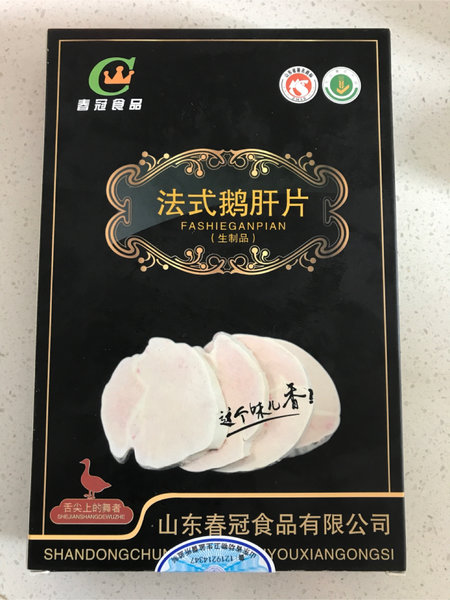 春冠食品
法式鹅肝片
FASHIEGANPIAN
(生制品)
这个味儿香!
舌尖上的舞者
SHEJIANSHANGDEWUZHE
山东春冠食品有限公司
SHANDONGCHUN YOUXIANGONGSI
1219214347